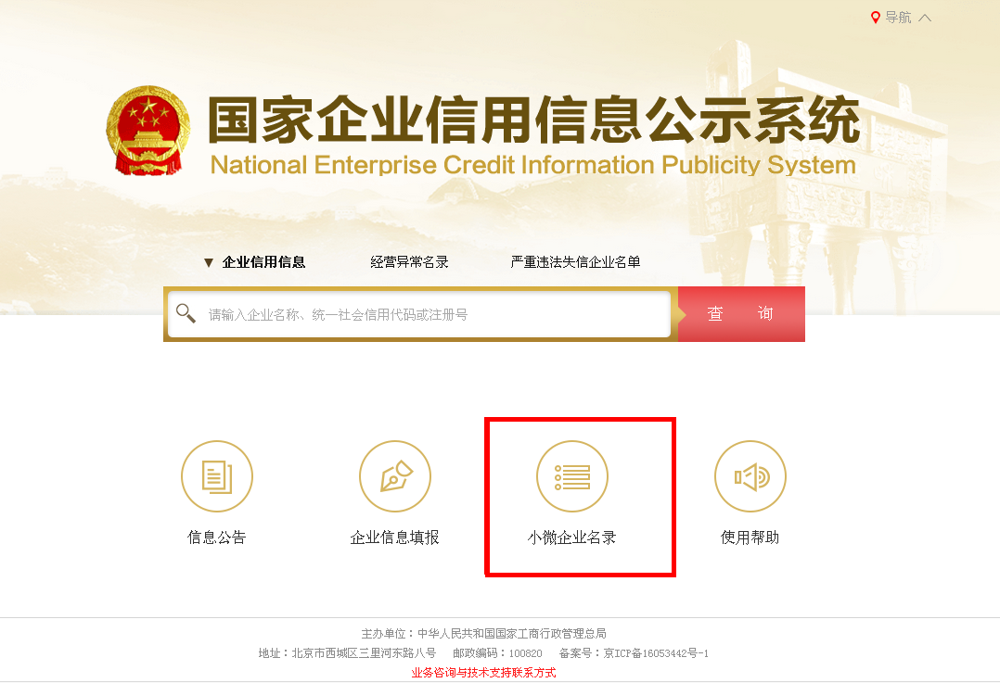 导航
国家企业信用信息公示系统
National Enterprise Credit Information Publicity System
▼ 企业信用信息 经营异常名录 严重违法失信企业名单
请输入企业名称、统一社会信用代码或注册号 查 询
信息公告 企业信息填报 小微企业名录 使用帮助
主办单位：中华人民共和国国家工商行政管理总局
地址：北京市西城区三里河东路八号 邮政编码：100820 备案号：京ICP备16053442号-1
业务咨询与技术支持联系方式